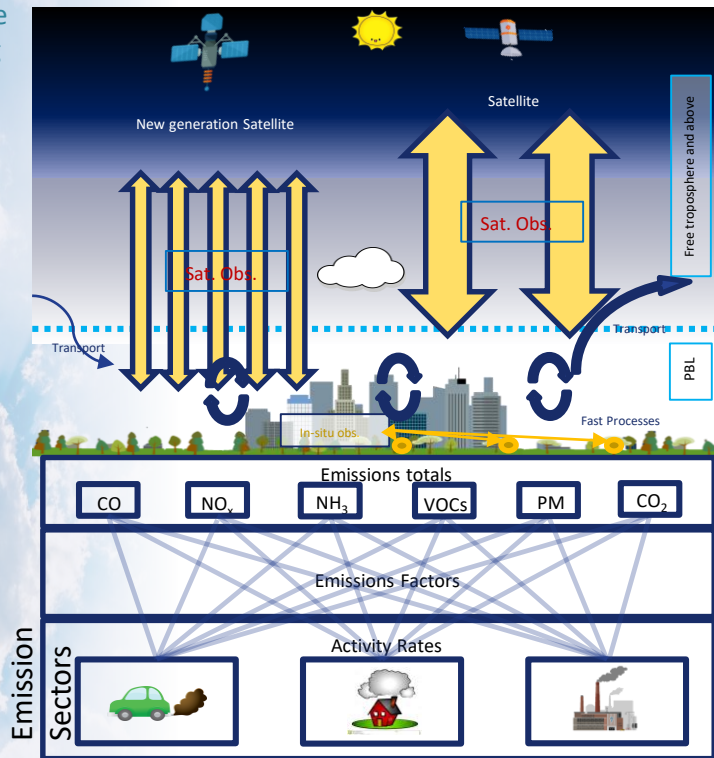 e
New generation Satellite
Satellite
Free troposphere and above
Sat. Obs.
Sat. Obs.
Transport
Transport
PBL
In-situ obs
Fast Processes
Emissions totals
CO
NOx
NH3
VOCs
PM
CO2
Emissions Factors
Activity Rates
Emission
Sectors